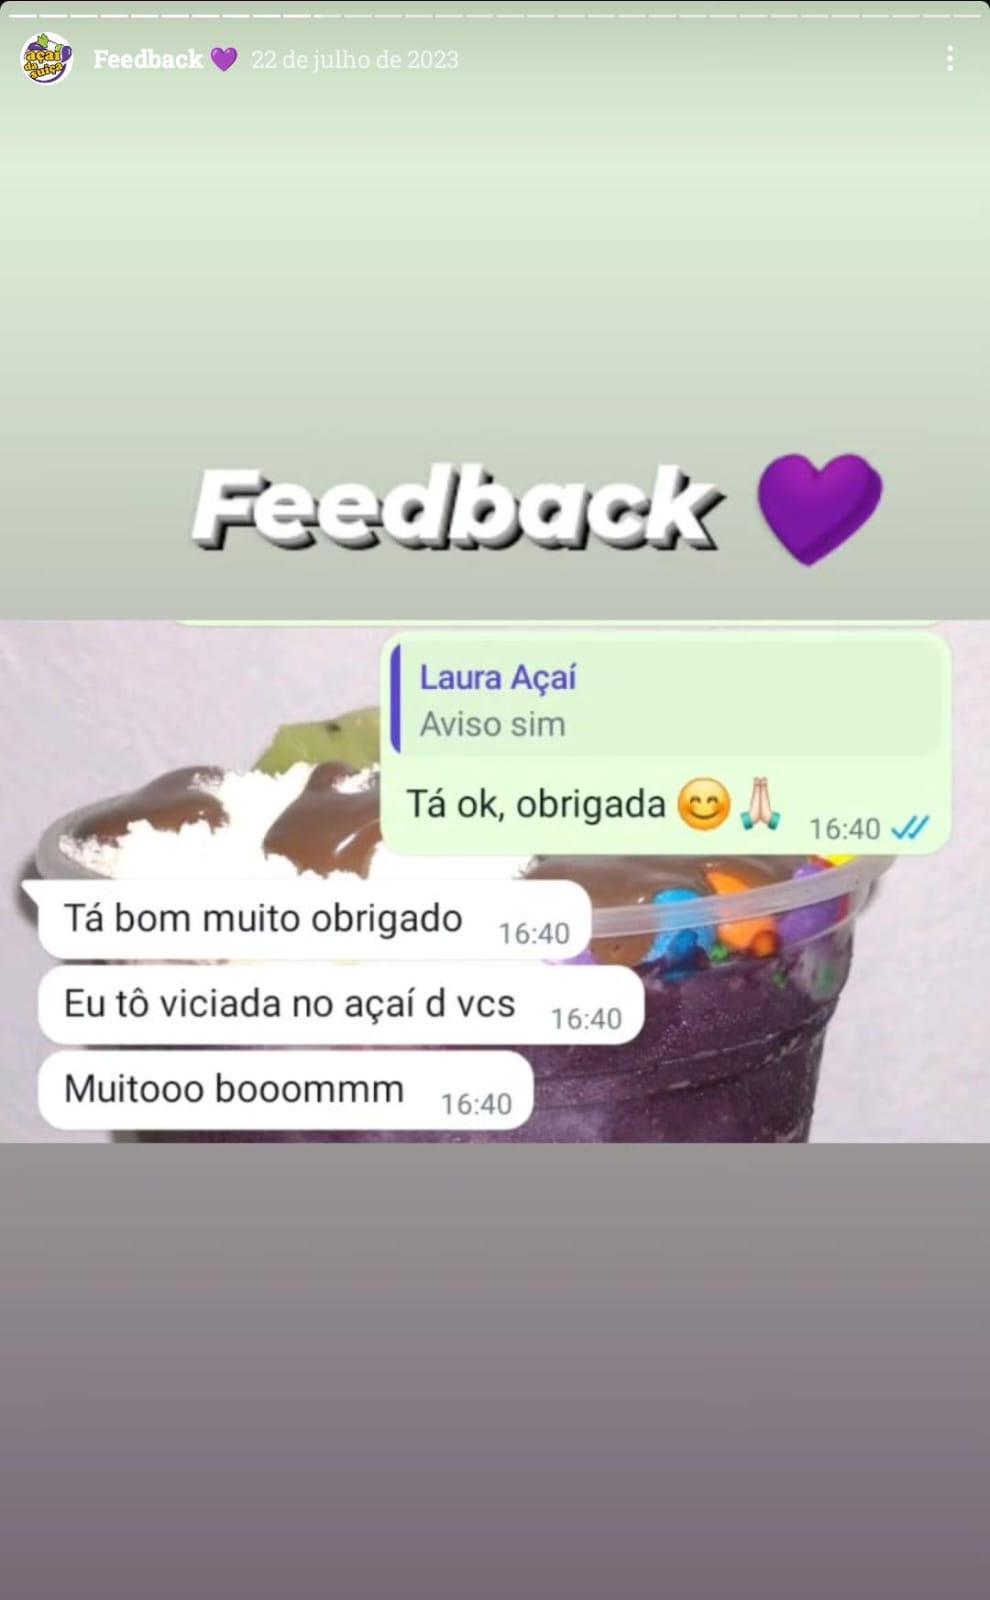 açaí
da
suíça
Feedback 💜 22 de julho de 2023
Feedback 💜
Laura Açaí
Aviso sim
Tá ok, obrigada 😊🙏🏻 16:40
Tá bom muito obrigado 16:40
Eu tô viciada no açaí d vcs 16:40
Muitooo booommm 16:40